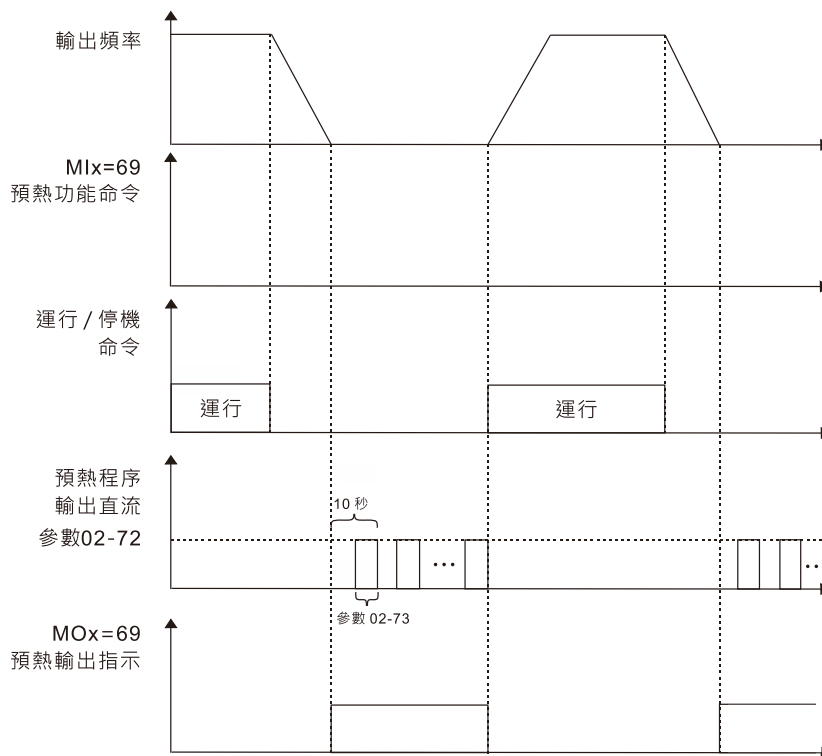 輸出頻率
MIx=69
預熱功能命令
運行 / 停機
命令
運行
運行
預熱程序
輸出直流
參數02-72
10 秒
...
...
參數 02-73
MOx=69
預熱輸出指示